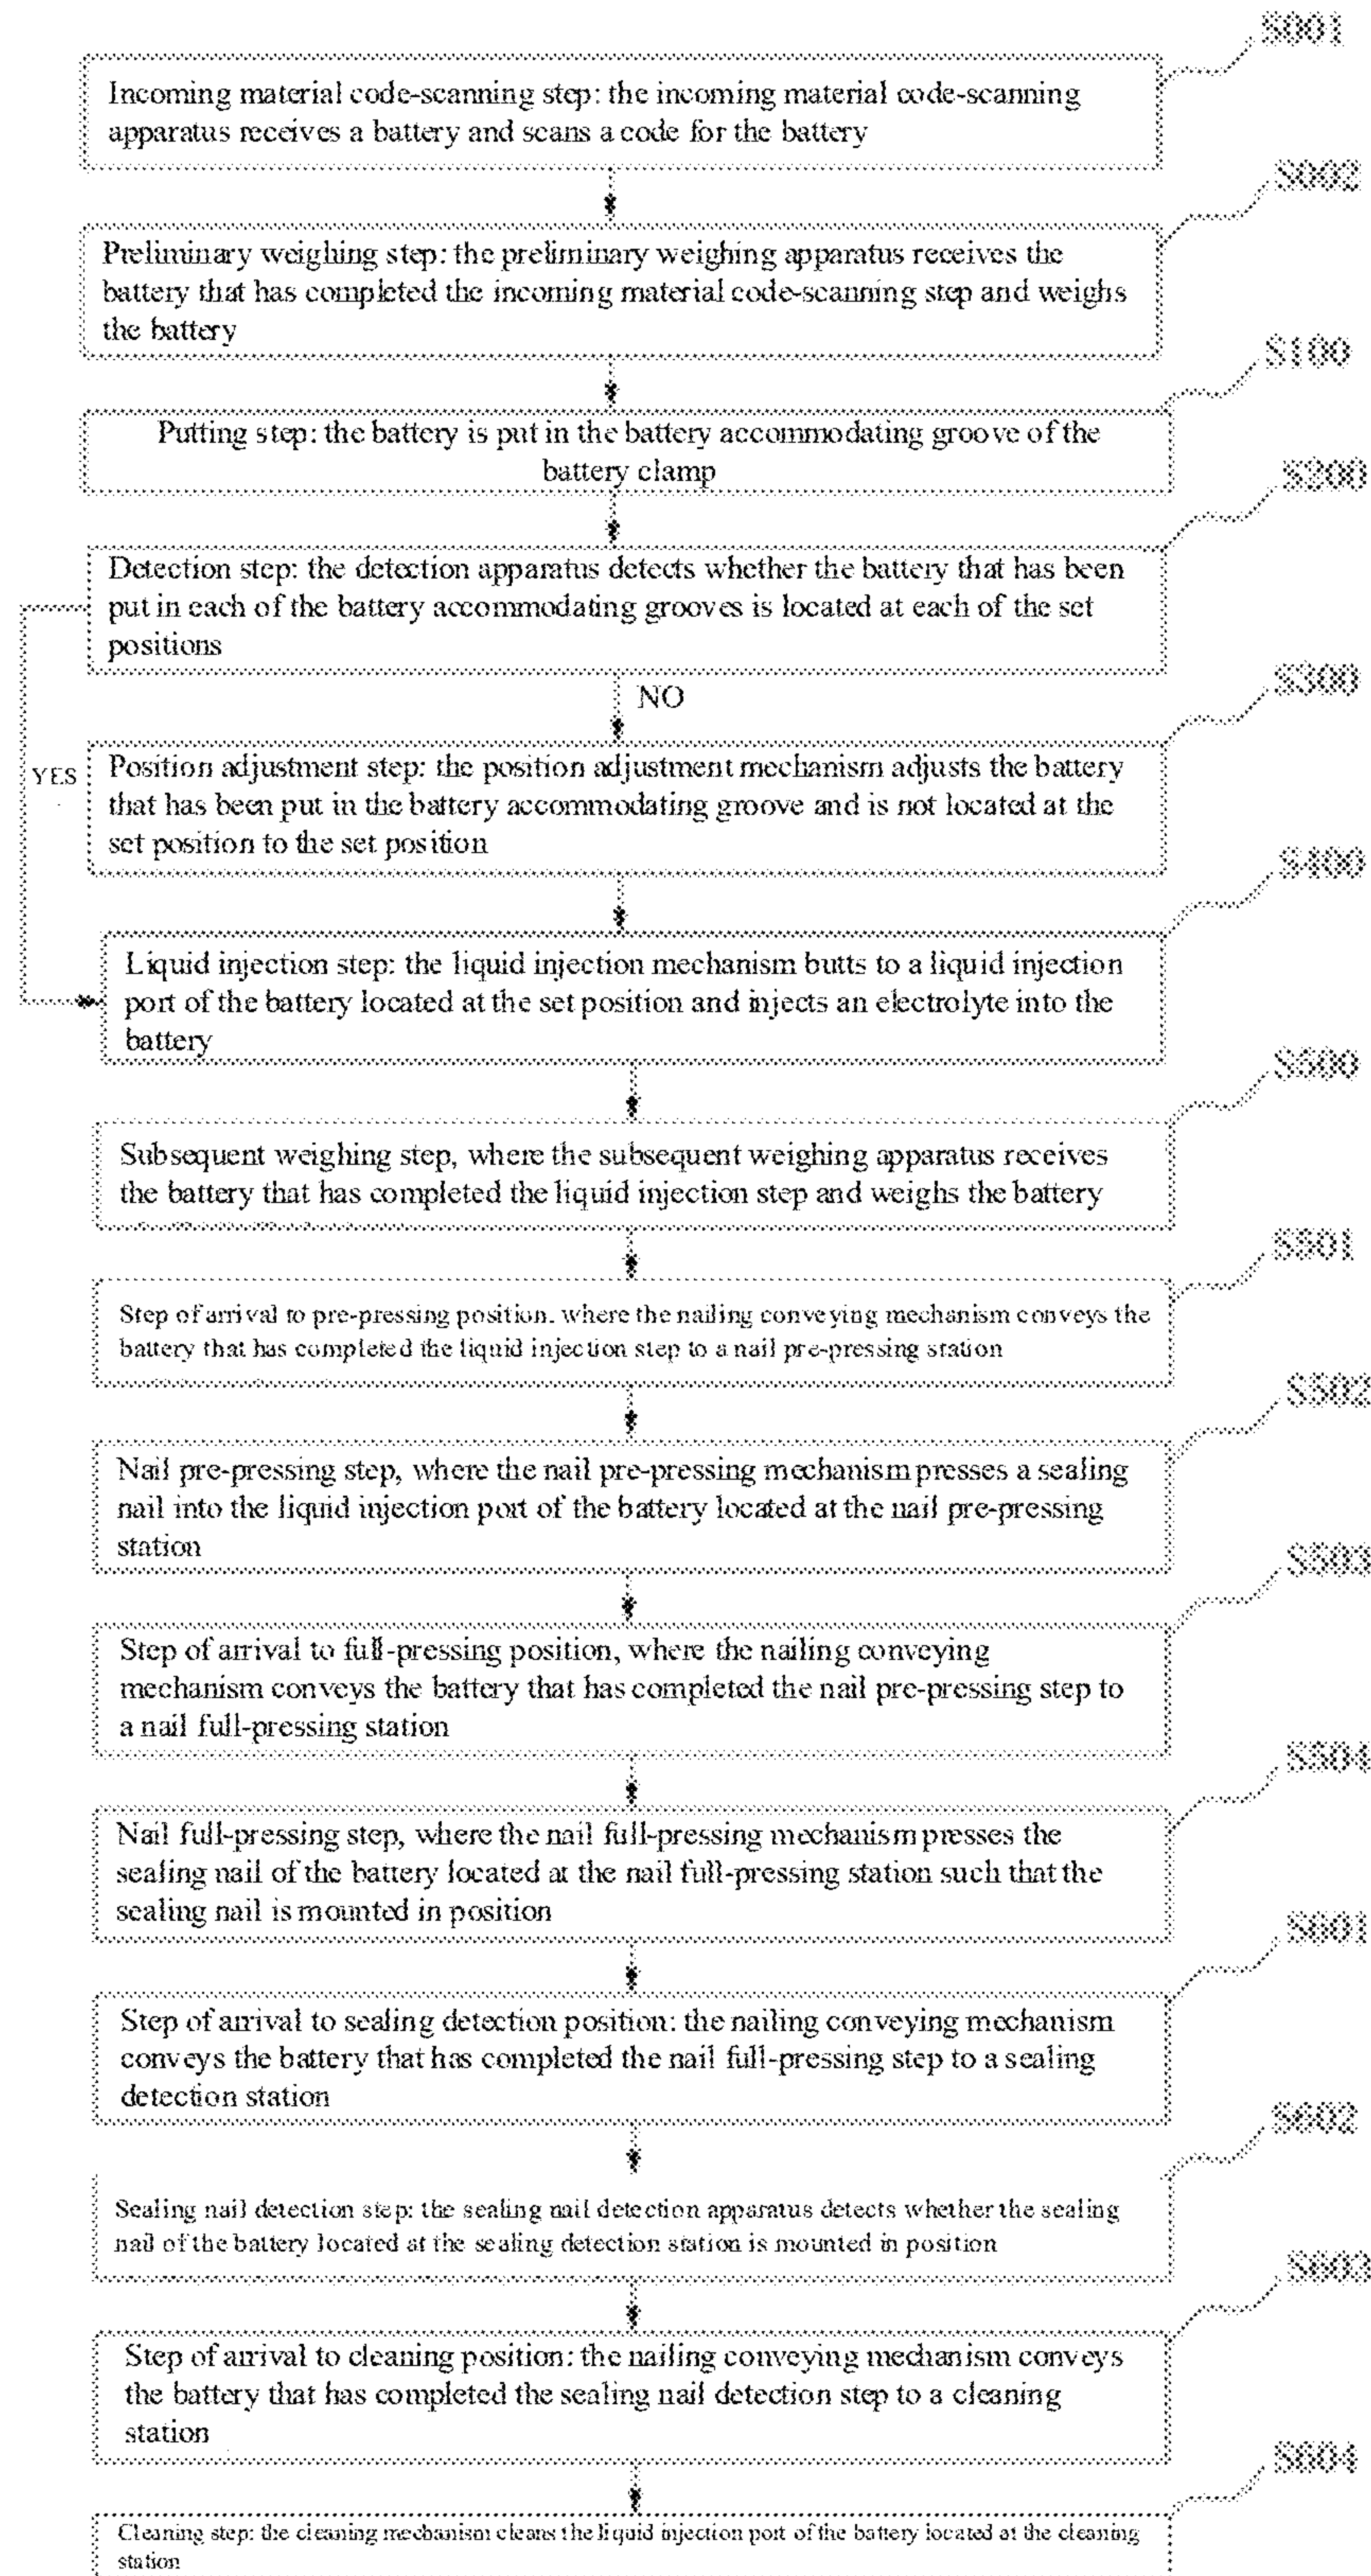 S001
Incoming material code-scanning step: the incoming material code-scanning
apparatus receives a battery and scans a code for the battery
S002
Preliminary weighing step: the preliminary weighing apparatus receives the
battery that has completed the incoming material code-scanning step and weighs
the battery
S100
Putting step: the battery is put in the battery accommodating groove of the
battery clamp
S200
Detection step: the detection apparatus detects whether the battery that has been
put in each of the battery accommodating grooves is located at each of the set
positions
NO
S300
YES
Position adjustment step: the position adjustment mechanism adjusts the battery
that has been put in the battery accommodating groove and is not located at the
set position to the set position
S400
Liquid injection step: the liquid injection mechanism butts to a liquid injection
port of the battery located at the set position and injects an electrolyte into the
battery
S500
Subsequent weighing step, where the subsequent weighing apparatus receives
the battery that has completed the liquid injection step and weighs the battery
S501
Step of arrival to pre-pressing position, where the nailing conveying mechanism conveys the
battery that has completed the liquid injection step to a nail pre-pressing station
S502
Nail pre-pressing step, where the nail pre-pressing mechanism presses a sealing
nail into the liquid injection port of the battery located at the nail pre-pressing
station
S503
Step of arrival to full-pressing position, where the nailing conveying
mechanism conveys the battery that has completed the nail pre-pressing step to
a nail full-pressing station
S504
Nail full-pressing step, where the nail full-pressing mechanism presses the
sealing nail of the battery located at the nail full-pressing station such that the
sealing nail is mounted in position
S601
Step of arrival to sealing detection position: the nailing conveying mechanism
conveys the battery that has completed the nail full-pressing step to a sealing
detection station
S602
Sealing nail detection step: the sealing nail detection apparatus detects whether the sealing
nail of the battery located at the sealing detection station is mounted in position
S603
Step of arrival to cleaning position: the nailing conveying mechanism conveys
the battery that has completed the sealing nail detection step to a cleaning
station
S604
Cleaning step: the cleaning mechanism cleans the liquid injection port of the battery located at the cleaning
station